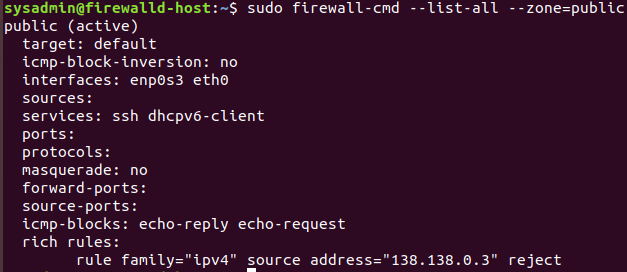 sysadmin@firewalld-host:~$ sudo firewall-cmd --list-all --zone=public
public (active)
  target: default
  icmp-block-inversion: no
  interfaces: enp0s3 eth0
  sources:
  services: ssh dhcpv6-client
  ports:
  protocols:
  masquerade: no
  forward-ports:
  source-ports:
  icmp-blocks: echo-reply echo-request
  rich rules:
        rule family="ipv4" source address="138.138.0.3" reject